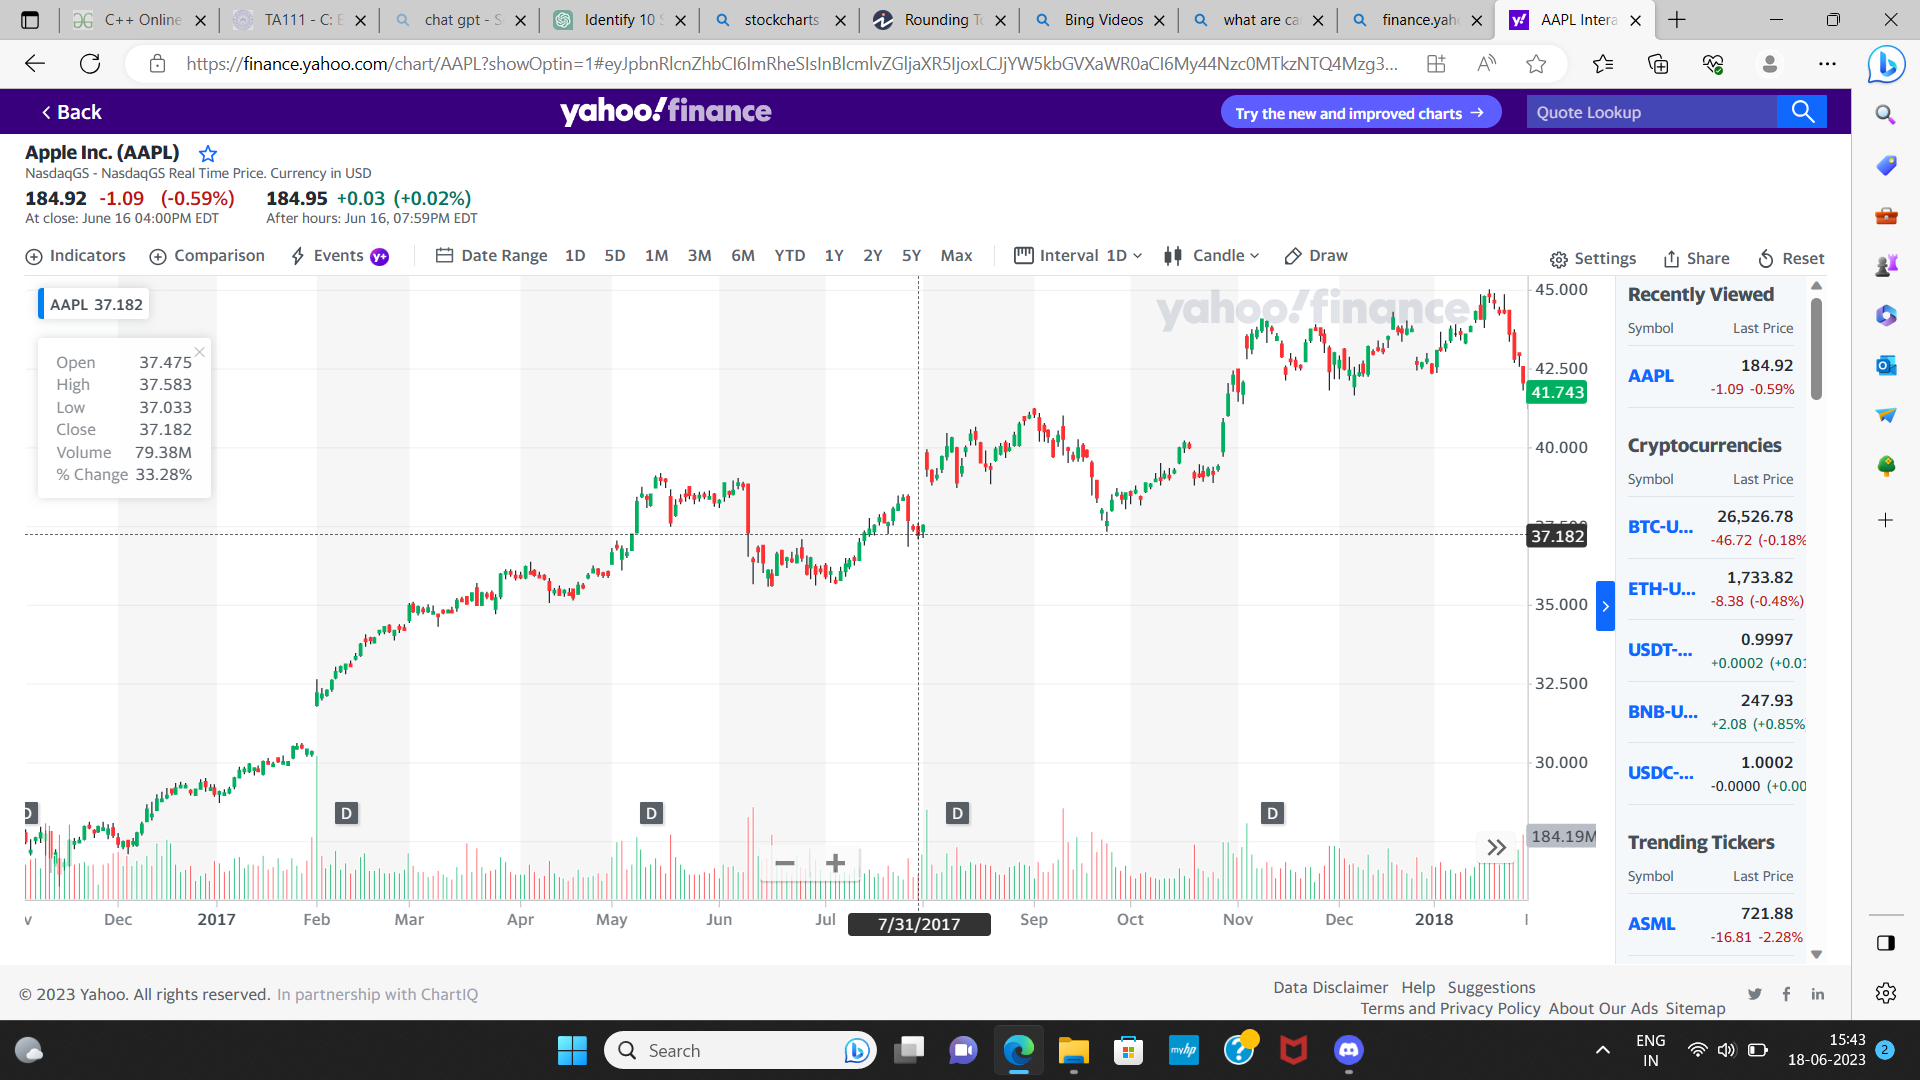 C++ Online
TA111 - C: E
chat gpt - S
Identify 10 S
stockcharts
Rounding To
Bing Videos
what are ca
finance.yah
AAPL Intera
https://finance.yahoo.com/chart/AAPL?showOptin=1#eyJpbnRlcnZhbCI6ImRheSIsInBlcmlvZGljaXR5IjoxLCJjYW5kbGVXaWR0aCI6My44Nzc0MTkzNTQ4Mzg3...
Back
yahoo!finance
Try the new and improved charts →
Quote Lookup
Apple Inc. (AAPL)
NasdaqGS - NasdaqGS Real Time Price. Currency in USD
184.92 -1.09 (-0.59%)
184.95 +0.03 (+0.02%)
At close: June 16 04:00PM EDT
After hours: Jun 16, 07:59PM EDT
Indicators
Comparison
Events y+
Date Range 1D 5D 1M 3M 6M YTD 1Y 2Y 5Y Max
Interval 1D
Candle
Draw
Settings
Share
Reset
AAPL 37.182
Open 37.475
High 37.583
Low 37.033
Close 37.182
Volume 79.38M
% Change 33.28%
yahoo!finance
45.000
42.500
41.743
40.000
37.500
37.182
35.000
32.500
30.000
184.19M
D
D
D
D
D
v
Dec
2017
Feb
Mar
Apr
May
Jun
Jul
7/31/2017
Sep
Oct
Nov
Dec
2018
Recently Viewed
Symbol Last Price
AAPL 184.92
-1.09 -0.59%
Cryptocurrencies
Symbol Last Price
BTC-U... 26,526.78
-46.72 (-0.18%
ETH-U... 1,733.82
-8.38 (-0.48%)
USDT-... 0.9997
+0.0002 (+0.01
BNB-U... 247.93
+2.08 (+0.85%
USDC-... 1.0002
-0.0000 (+0.00
Trending Tickers
Symbol Last Price
ASML 721.88
-16.81 -2.28%
© 2023 Yahoo. All rights reserved. In partnership with ChartIQ
Data Disclaimer Help Suggestions
Terms and Privacy Policy About Our Ads Sitemap
Search
myhp
ENG
IN
15:43
18-06-2023
2